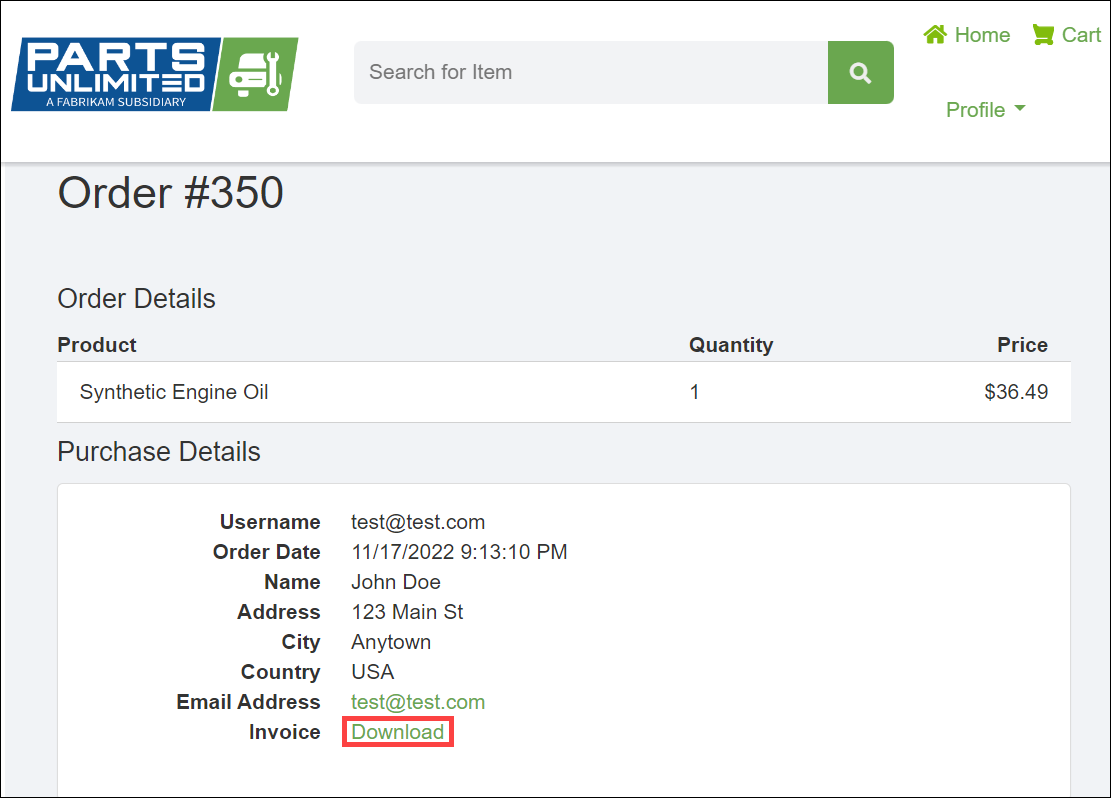 PARTS
UNLIMITED
A FABRIKAM SUBSIDIARY
Search for Item
Home
Cart
Profile
Order #350
Order Details
Product Quantity Price
Synthetic Engine Oil 1 $36.49
Purchase Details
Username test@test.com
Order Date 11/17/2022 9:13:10 PM
Name John Doe
Address 123 Main St
City Anytown
Country USA
Email Address test@test.com
Invoice Download